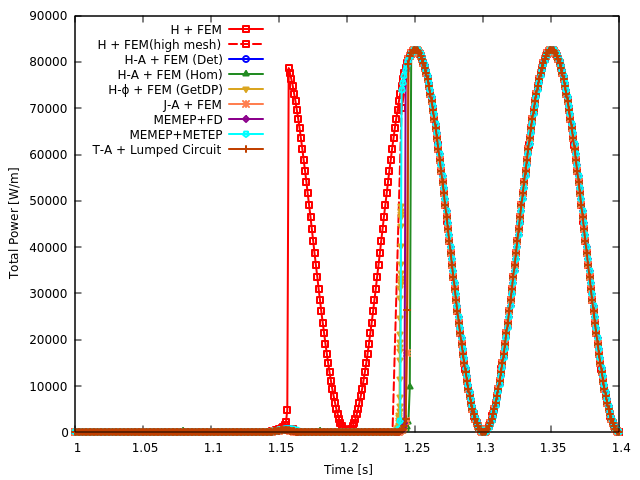 90000
80000
70000
60000
50000
40000
30000
20000
10000
0
Total Power [W/m]
H + FEM
H + FEM(high mesh)
H-A + FEM (Det)
H-A + FEM (Hom)
H-ϕ + FEM (GetDP)
J-A + FEM
MEMEP+FD
MEMEP+METEP
T-A + Lumped Circuit
1 1.05 1.1 1.15 1.2 1.25 1.3 1.35 1.4
Time [s]